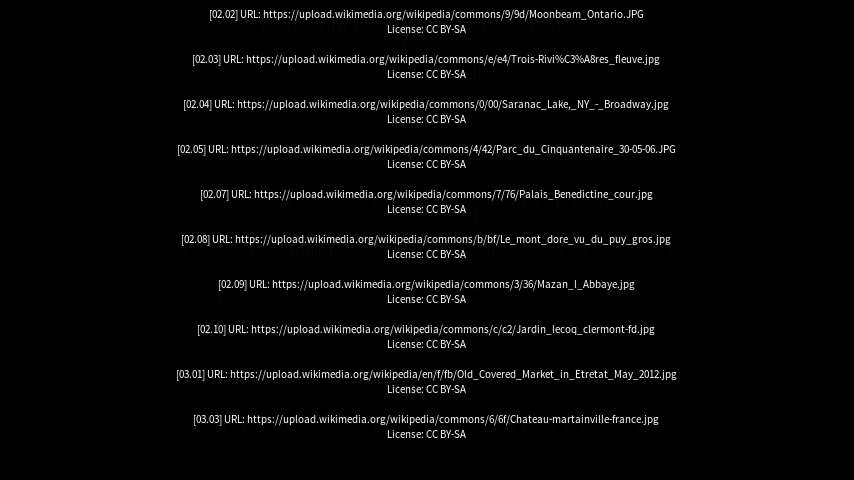 [02.02] URL: https://upload.wikimedia.org/wikipedia/commons/9/9d/Moonbeam_Ontario.JPG
License: CC BY-SA
[02.03] URL: https://upload.wikimedia.org/wikipedia/commons/e/e4/Trois-Rivi%C3%A8res_fleuve.jpg
License: CC BY-SA
[02.04] URL: https://upload.wikimedia.org/wikipedia/commons/0/00/Saranac_Lake,_NY_-_Broadway.jpg
License: CC BY-SA
[02.05] URL: https://upload.wikimedia.org/wikipedia/commons/4/42/Parc_du_Cinquantenaire_30-05-06.JPG
License: CC BY-SA
[02.07] URL: https://upload.wikimedia.org/wikipedia/commons/7/76/Palais_Benedictine_cour.jpg
License: CC BY-SA
[02.08] URL: https://upload.wikimedia.org/wikipedia/commons/b/bf/Le_mont_dore_vu_du_puy_gros.jpg
License: CC BY-SA
[02.09] URL: https://upload.wikimedia.org/wikipedia/commons/3/36/Mazan_l_Abbaye.jpg
License: CC BY-SA
[02.10] URL: https://upload.wikimedia.org/wikipedia/commons/c/c2/Jardin_lecoq_clermont-fd.jpg
License: CC BY-SA
[03.01] URL: https://upload.wikimedia.org/wikipedia/en/f/fb/Old_Covered_Market_in_Etretat_May_2012.jpg
License: CC BY-SA
[03.03] URL: https://upload.wikimedia.org/wikipedia/commons/6/6f/Chateau-martainville-france.jpg
License: CC BY-SA